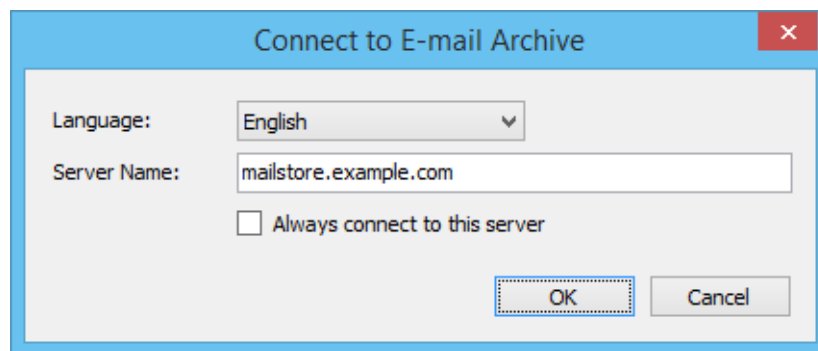 Connect to E-mail Archive
Language: English
Server Name: mailstore.example.com
Always connect to this server
OK Cancel